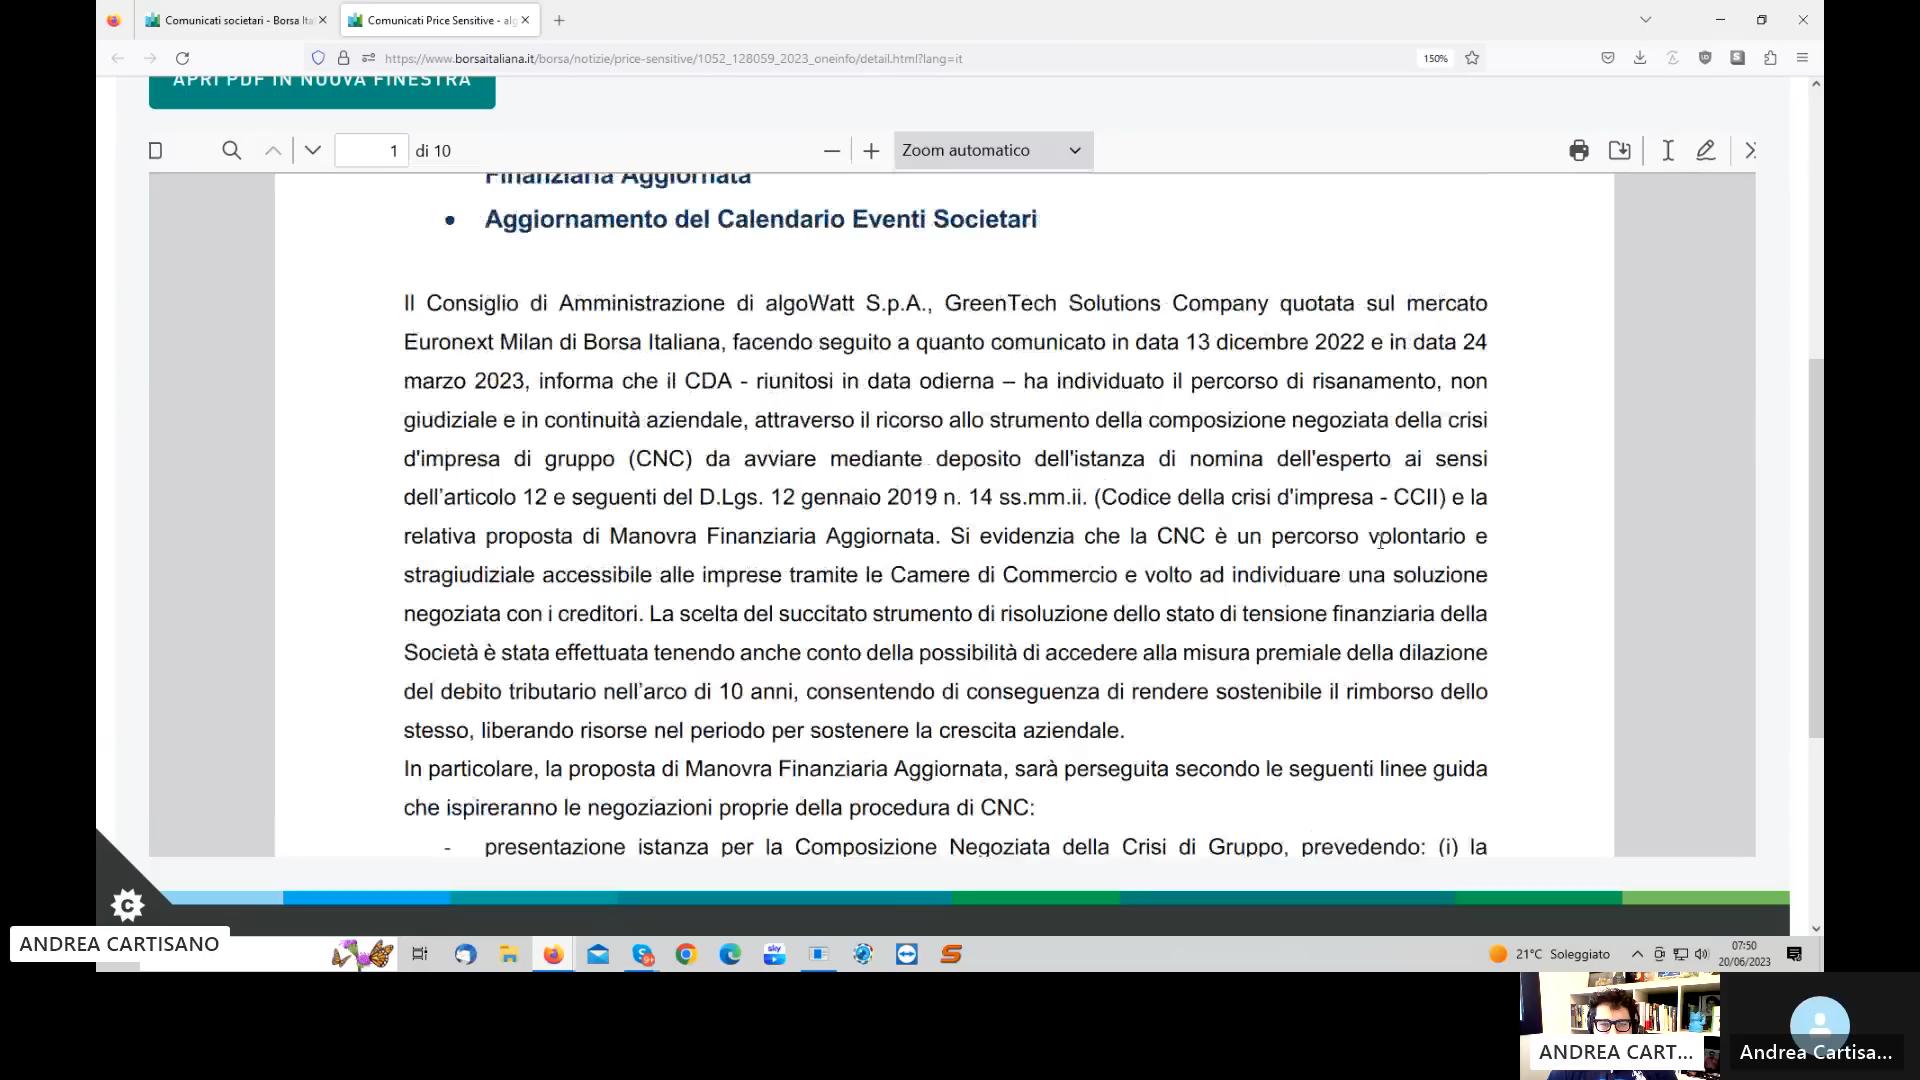 Comunicati societari - Borsa Ita
Comunicati Price Sensitive - alg
https://www.borsaitaliana.it/borsa/notizie/price-sensitive/1052_128059_2023_oneinfo/detail.html?lang=it
150%
APRI PDF IN NUOVA FINESTRA
1 di 10
Zoom automatico
Finanziaria Aggiornata
• Aggiornamento del Calendario Eventi Societari
Il Consiglio di Amministrazione di algoWatt S.p.A., GreenTech Solutions Company quotata sul mercato
Euronext Milan di Borsa Italiana, facendo seguito a quanto comunicato in data 13 dicembre 2022 e in data 24
marzo 2023, informa che il CDA - riunitosi in data odierna – ha individuato il percorso di risanamento, non
giudiziale e in continuità aziendale, attraverso il ricorso allo strumento della composizione negoziata della crisi
d'impresa di gruppo (CNC) da avviare mediante deposito dell'istanza di nomina dell'esperto ai sensi
dell’articolo 12 e seguenti del D.Lgs. 12 gennaio 2019 n. 14 ss.mm.ii. (Codice della crisi d'impresa - CCII) e la
relativa proposta di Manovra Finanziaria Aggiornata. Si evidenzia che la CNC è un percorso volontario e
stragiudiziale accessibile alle imprese tramite le Camere di Commercio e volto ad individuare una soluzione
negoziata con i creditori. La scelta del succitato strumento di risoluzione dello stato di tensione finanziaria della
Società è stata effettuata tenendo anche conto della possibilità di accedere alla misura premiale della dilazione
del debito tributario nell’arco di 10 anni, consentendo di conseguenza di rendere sostenibile il rimborso dello
stesso, liberando risorse nel periodo per sostenere la crescita aziendale.
In particolare, la proposta di Manovra Finanziaria Aggiornata, sarà perseguita secondo le seguenti linee guida
che ispireranno le negoziazioni proprie della procedura di CNC:
- presentazione istanza per la Composizione Negoziata della Crisi di Gruppo, prevedendo: (i) la
ANDREA CARTISANO
sky
9+
21°C Soleggiato
07:50
20/06/2023
ANDREA CART...
Andrea Cartisa...